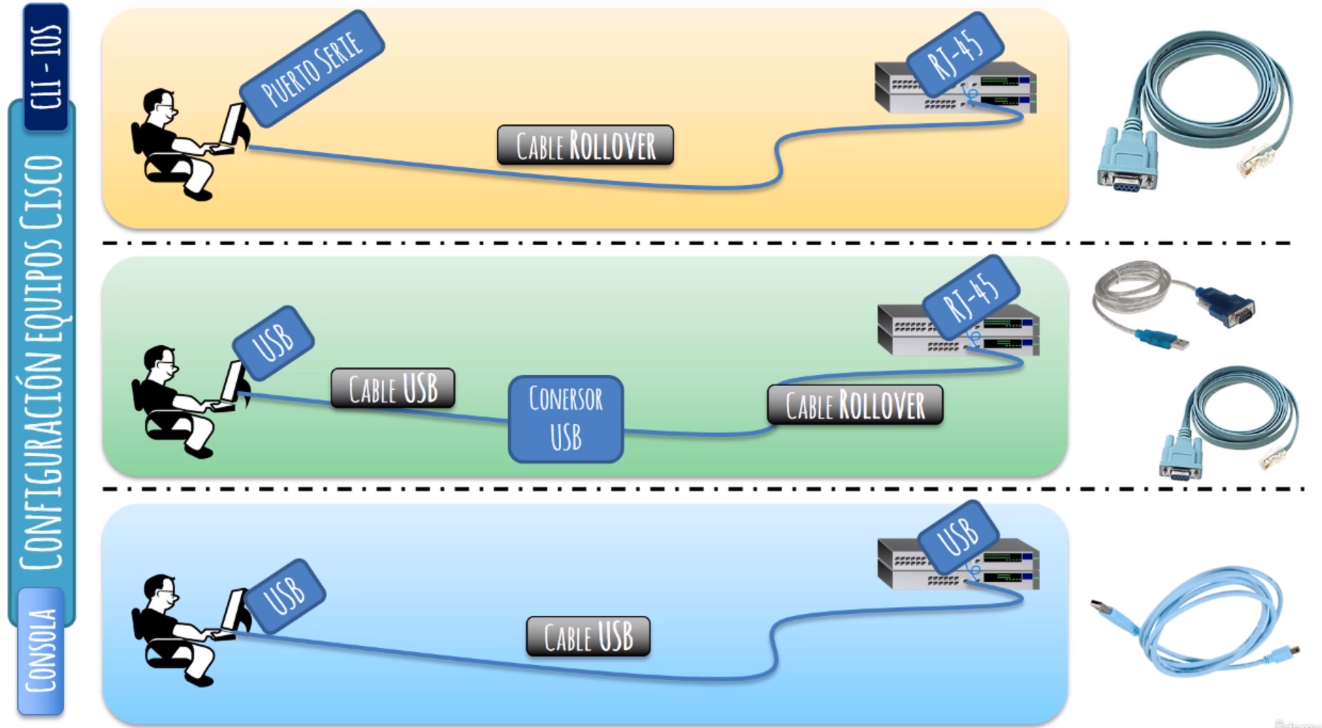 CLI - IOS
CONFIGURACIÓN EQUIPOS CISCO
CONSOLA
PUERTO SERIE
RJ-45
CABLE ROLLOVER
USB
RJ-45
CABLE USB
CONERSOR
USB
CABLE ROLLOVER
USB
USB
CABLE USB